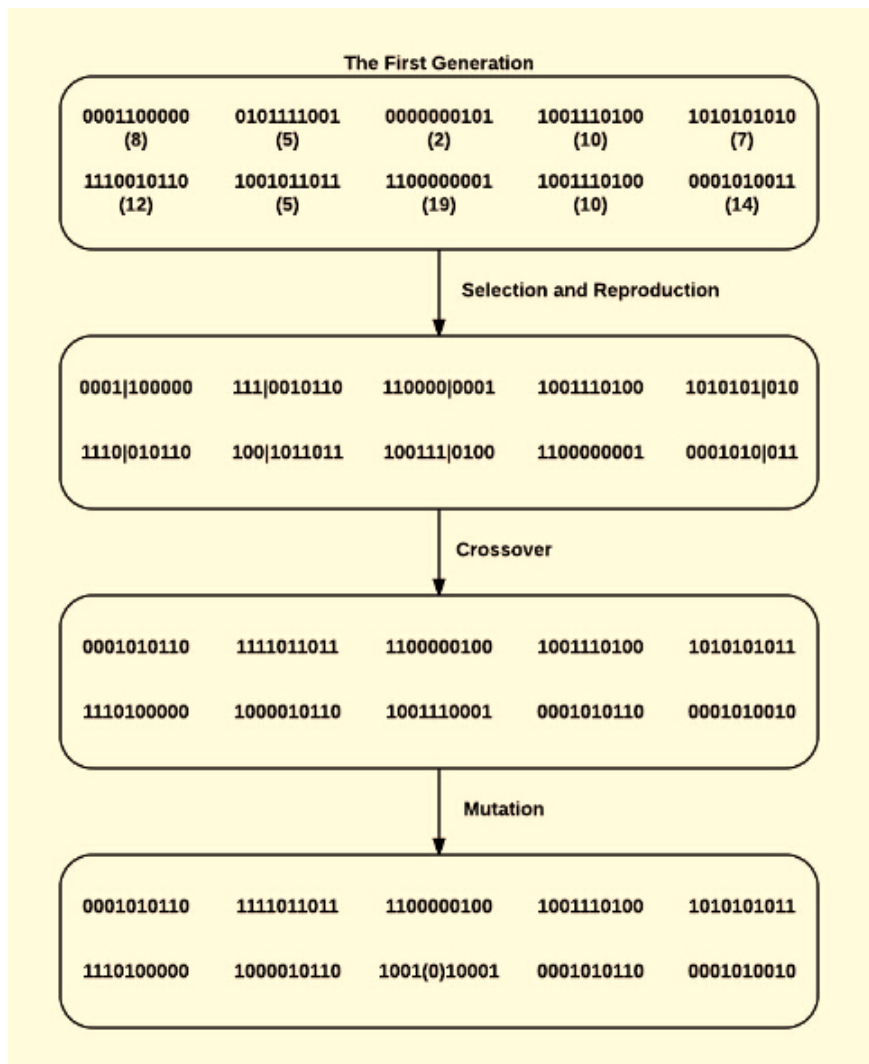 The First Generation
0001100000 0101111001 0000000101 1001110100 1010101010
(8) (5) (2) (10) (7)
1110010110 1001011011 1100000001 1001110100 0001010011
(12) (5) (19) (10) (14)
Selection and Reproduction
0001|100000 111|0010110 110000|0001 1001110100 1010101|010
1110|010110 100|1011011 100111|0100 1100000001 0001010|011
Crossover
0001010110 1111011011 1100000100 1001110100 1010101011
1110100000 1000010110 1001110001 0001010110 0001010010
Mutation
0001010110 1111011011 1100000100 1001110100 1010101011
1110100000 1000010110 1001(0)10001 0001010110 0001010010